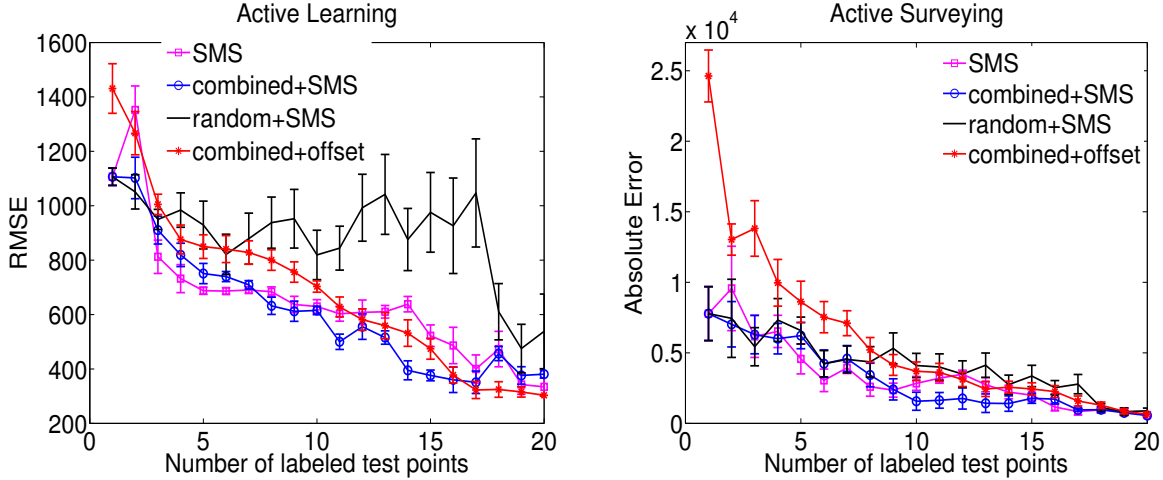 Active Learning
1600
1400
1200
1000
800
600
400
200
RMSE
SMS
combined+SMS
random+SMS
combined+offset
0 5 10 15 20
Number of labeled test points
Active Surveying
x 10^4
2.5
2
1.5
1
0.5
0
Absolute Error
SMS
combined+SMS
random+SMS
combined+offset
0 5 10 15 20
Number of labeled test points